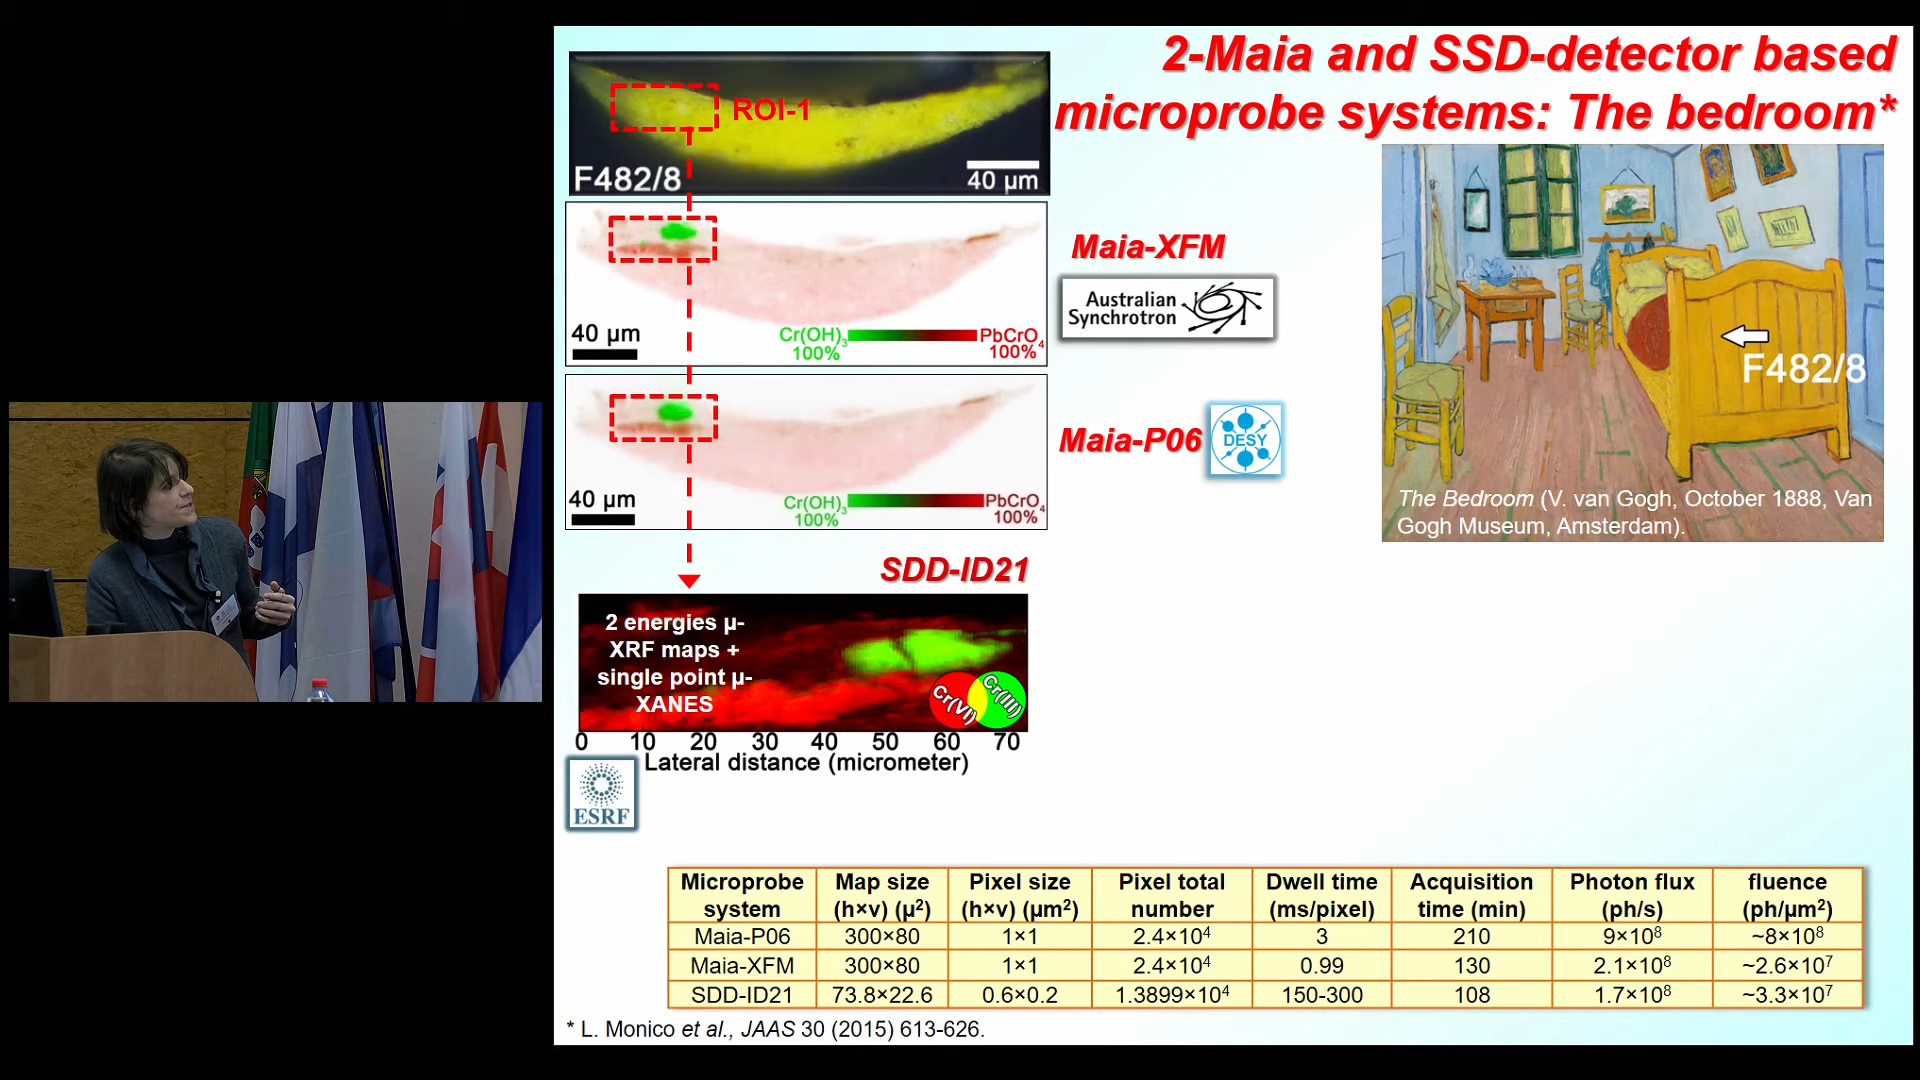 2-Maia and SSD-detector based
microprobe systems: The bedroom*
ROI-1
F482/8
40 µm
Maia-XFM
Australian
Synchrotron
40 µm
Cr(OH)₃
100%
PbCrO₄
100%
Maia-P06
DESY
40 µm
Cr(OH)₃
100%
PbCrO₄
100%
F482/8
The Bedroom (V. van Gogh, October 1888, Van
Gogh Museum, Amsterdam).
SDD-ID21
2 energies µ-
XRF maps +
single point µ-
XANES
Cr(VI)
Cr(III)
0 10 20 30 40 50 60 70
Lateral distance (micrometer)
ESRF
Microprobe system Map size (h×v) (µ²) Pixel size (h×v) (µm²) Pixel total number Dwell time (ms/pixel) Acquisition time (min) Photon flux (ph/s) fluence (ph/µm²)
Maia-P06 300×80 1×1 2.4×10⁴ 3 210 9×10⁸ ~8×10⁸
Maia-XFM 300×80 1×1 2.4×10⁴ 0.99 130 2.1×10⁸ ~2.6×10⁷
SDD-ID21 73.8×22.6 0.6×0.2 1.3899×10⁴ 150-300 108 1.7×10⁸ ~3.3×10⁷
* L. Monico et al., JAAS 30 (2015) 613-626.